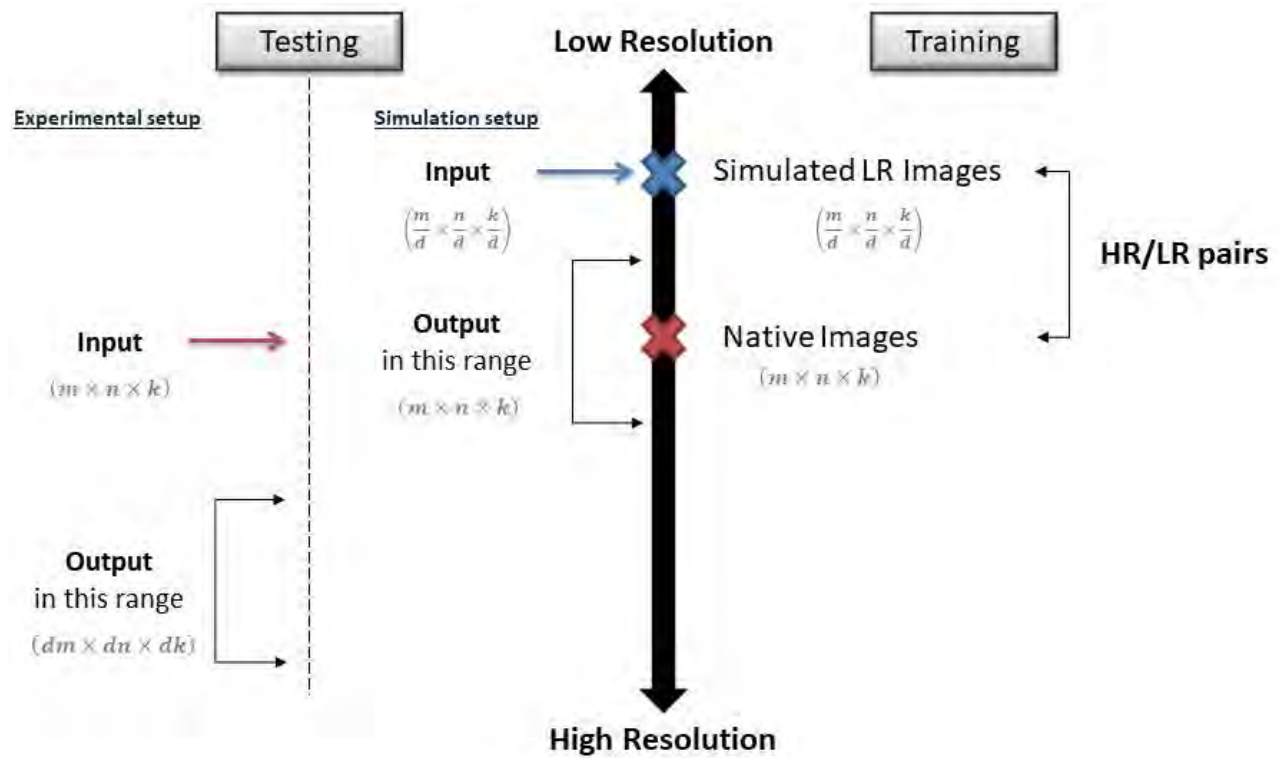 Testing
Low Resolution
Training
Experimental setup
Simulation setup
Input
(m/d × n/d × k/d)
Simulated LR Images
(m/d × n/d × k/d)
HR/LR pairs
Input
(m × n × k)
Output
in this range
(m × n × k)
Native Images
(m × n × k)
Output
in this range
(dm × dn × dk)
High Resolution